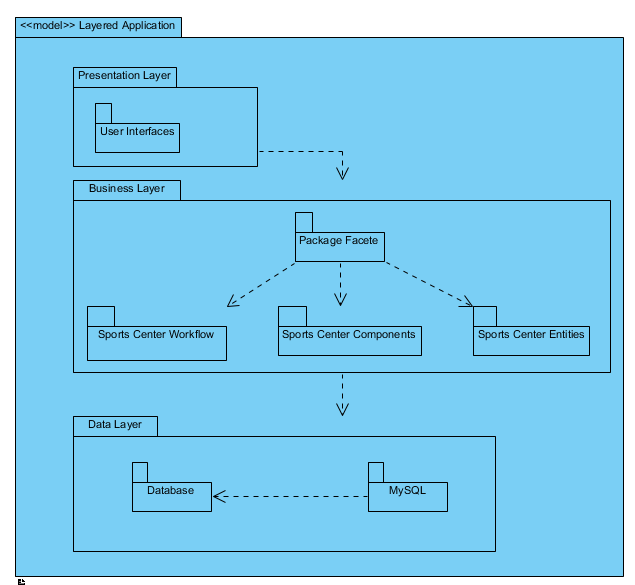 <<model>> Layered Application
Presentation Layer
User Interfaces
Business Layer
Package Facete
Sports Center Workflow
Sports Center Components
Sports Center Entities
Data Layer
Database
MySQL